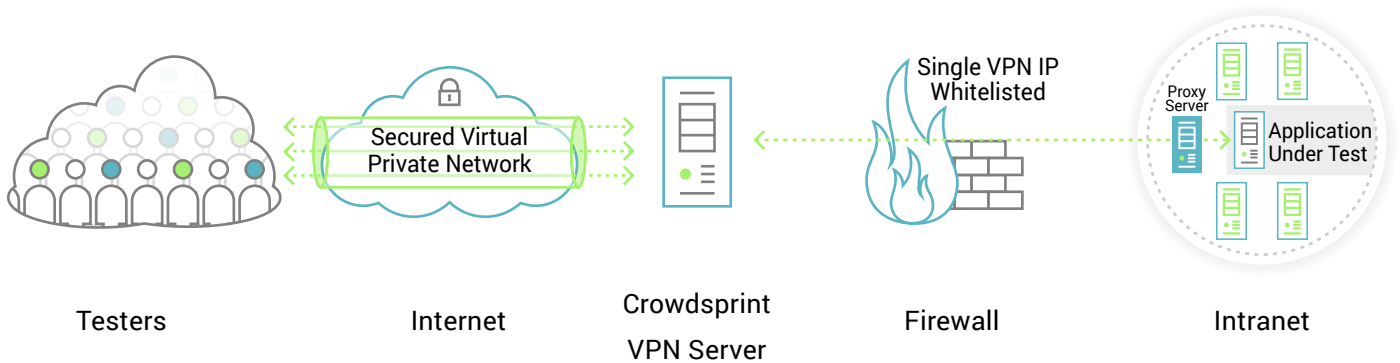 Secured Virtual
Private Network
Single VPN IP
Whitelisted
Proxy
Server
Application
Under Test
Testers
Internet
Crowdsprint
VPN Server
Firewall
Intranet